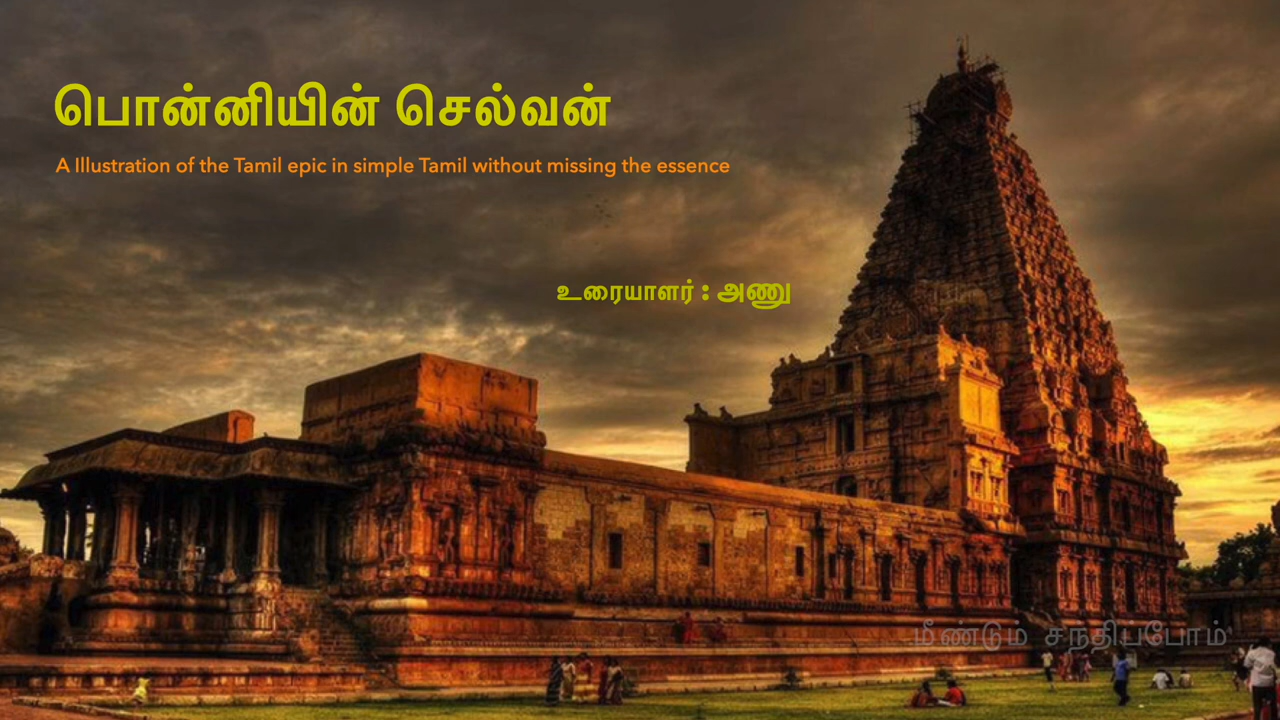 பொன்னியின் செல்வன்
A Illustration of the Tamil epic in simple Tamil without missing the essence
உரையாளர் : அணு
மீண்டும் சந்திப்போம்